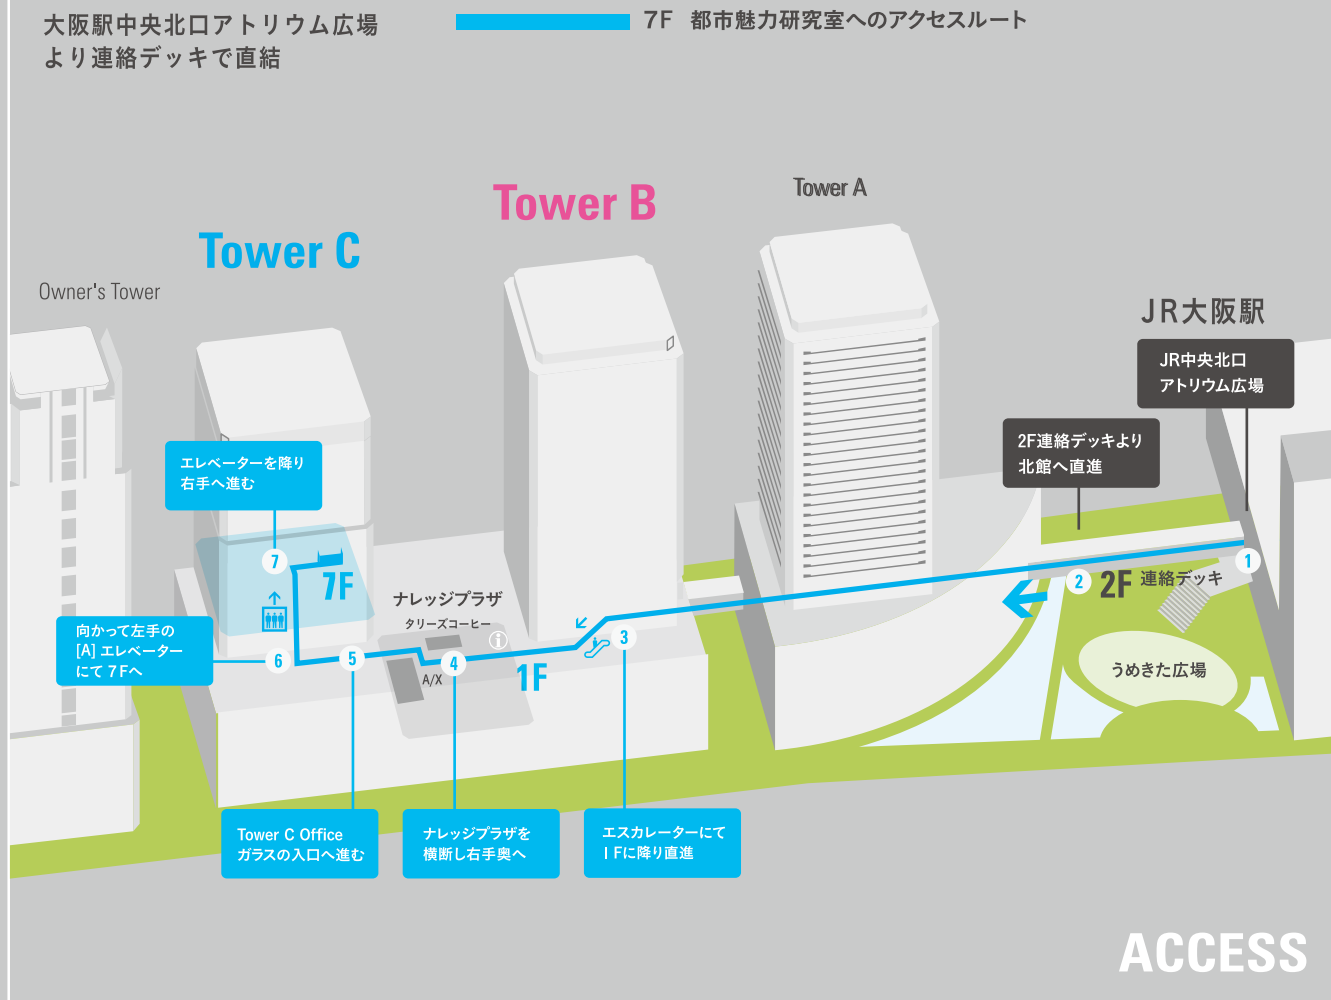 大阪駅中央北口アトリウム広場
より連絡デッキで直結
7F 都市魅力研究室へのアクセスルート
Tower A
Tower B
Tower C
Owner's Tower
JR大阪駅
JR中央北口
アトリウム広場
2F連絡デッキより
北館へ直進
エレベーターを降り
右手へ進む
1
7
2
2F 連絡デッキ
7F
ナレッジプラザ
タリーズコーヒー
i
向かって左手の
[A] エレベーター
にて 7Fへ
3
6
5
4
1F
A/X
うめきた広場
Tower C Office
ガラスの入口へ進む
ナレッジプラザを
横断し右手奥へ
エスカレーターにて
1Fに降り直進
ACCESS